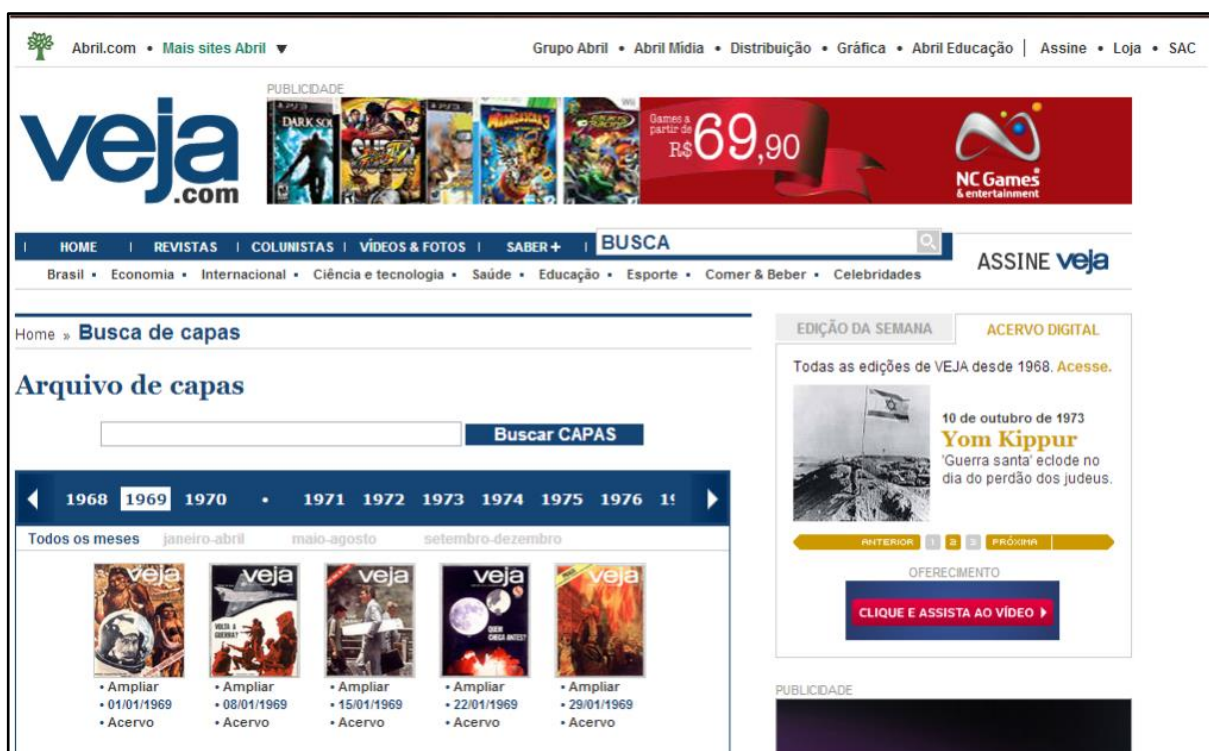 Abril.com • Mais sites Abril ▼ Grupo Abril • Abril Mídia • Distribuição • Gráfica • Abril Educação | Assine • Loja • SAC
PUBLICIDADE
veja
.com
DARK SO
Games a
partir de
R$69,90
NC Games
& entertainment
HOME | REVISTAS | COLUNISTAS | VÍDEOS & FOTOS | SABER + | BUSCA
Brasil • Economia • Internacional • Ciência e tecnologia • Saúde • Educação • Esporte • Comer & Beber • Celebridades
ASSINE veja
Home » Busca de capas
Arquivo de capas
Buscar CAPAS
1968 1969 1970 • 1971 1972 1973 1974 1975 1976
Todos os meses janeiro-abril maio-agosto setembro-dezembro
veja veja veja veja veja
VOLTA A
GUERRA?
QUEM
CHEGA ANTES?
• Ampliar • Ampliar • Ampliar • Ampliar • Ampliar
• 01/01/1969 • 08/01/1969 • 15/01/1969 • 22/01/1969 • 29/01/1969
• Acervo • Acervo • Acervo • Acervo • Acervo
EDIÇÃO DA SEMANA ACERVO DIGITAL
Todas as edições de VEJA desde 1968. Acesse.
10 de outubro de 1973
Yom Kippur
'Guerra santa' eclode no
dia do perdão dos judeus.
ANTERIOR 1 2 3 PRÓXIMA
OFERECIMENTO
CLIQUE E ASSISTA AO VÍDEO
PUBLICIDADE